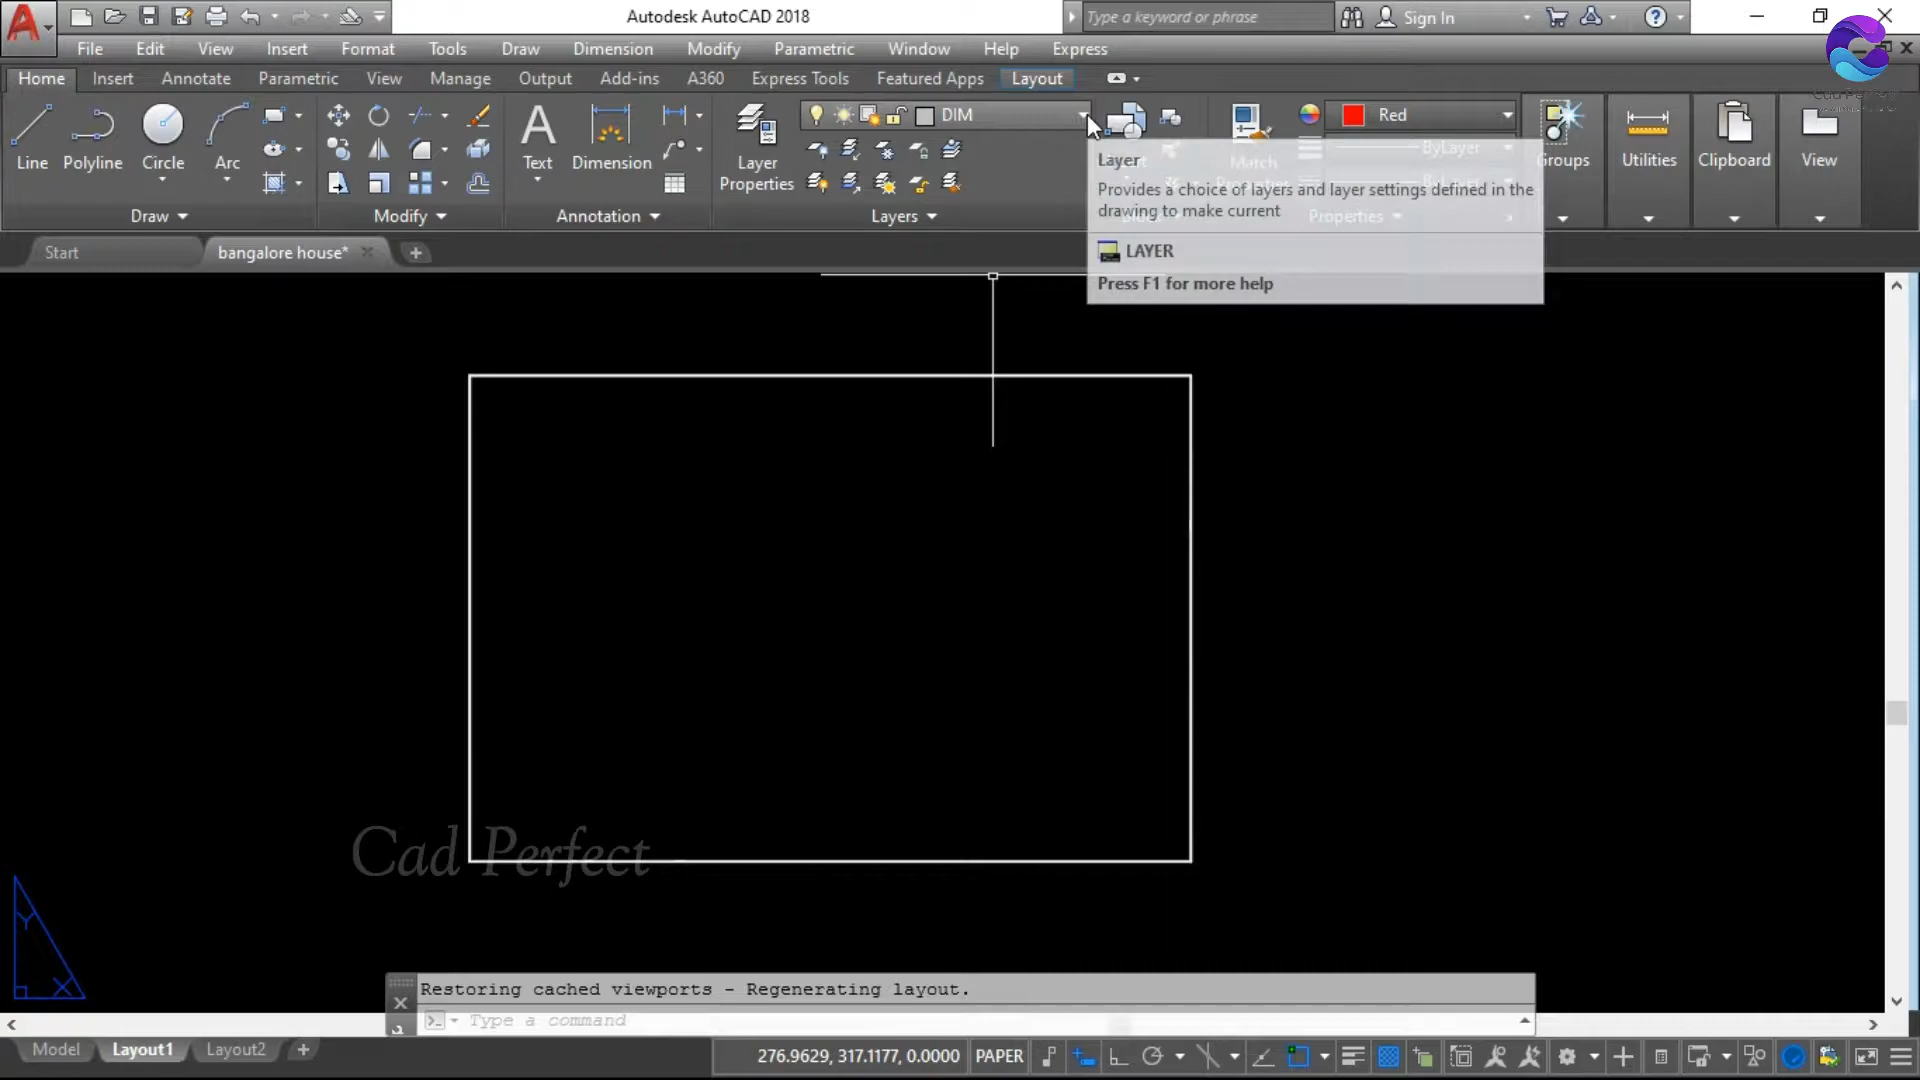 Autodesk AutoCAD 2018
Type a keyword or phrase
Sign In
File Edit View Insert Format Tools Draw Dimension Modify Parametric Window Help Express
Home Insert Annotate Parametric View Manage Output Add-ins A360 Express Tools Featured Apps Layout
DIM
Red
ByLayer
Line Polyline Circle Arc
Text Dimension
Layer
Properties
Match
Groups Utilities Clipboard View
Draw Modify Annotation Layers Properties
Layer
Provides a choice of layers and layer settings defined in the
drawing to make current
LAYER
Press F1 for more help
Start bangalore house*
Cad Perfect
Y
X
Restoring cached viewports - Regenerating layout.
Type a command
Model Layout1 Layout2
276.9629, 317.1177, 0.0000 PAPER